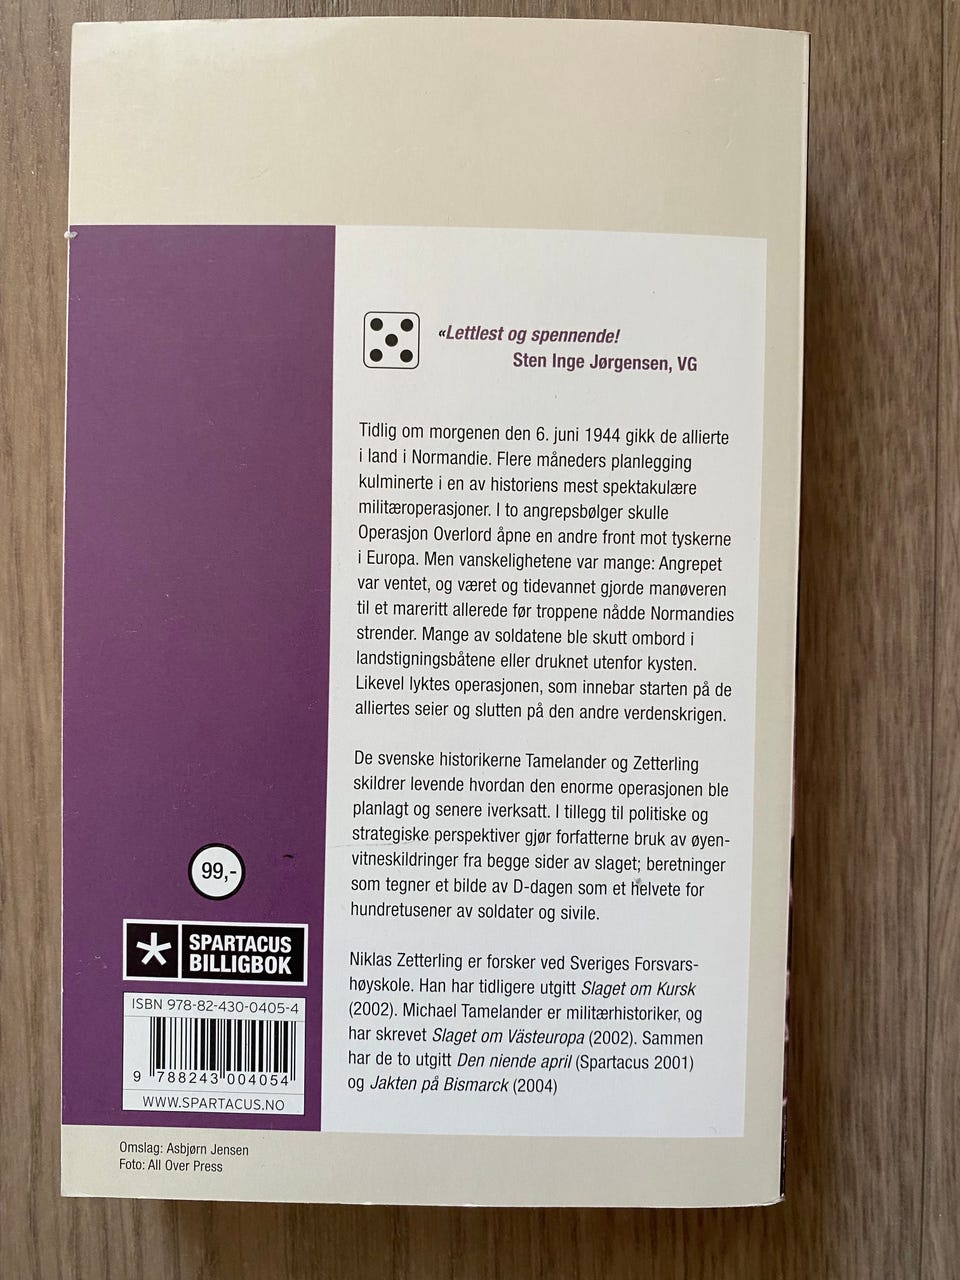 «Lettlest og spennende!
Sten Inge Jørgensen, VG
Tidlig om morgenen den 6. juni 1944 gikk de allierte
i land i Normandie. Flere måneders planlegging
kulminerte i en av historiens mest spektakulære
militæroperasjoner. I to angrepsbølger skulle
Operasjon Overlord åpne en andre front mot tyskerne
i Europa. Men vanskelighetene var mange: Angrepet
var ventet, og været og tidevannet gjorde manøveren
til et mareritt allerede før troppene nådde Normandies
strender. Mange av soldatene ble skutt ombord i
landstigningsbåtene eller druknet utenfor kysten.
Likevel lyktes operasjonen, som innebar starten på de
alliertes seier og slutten på den andre verdenskrigen.
De svenske historikerne Tamelander og Zetterling
skildrer levende hvordan den enorme operasjonen ble
planlagt og senere iverksatt. I tillegg til politiske og
strategiske perspektiver gjør forfatterne bruk av øyen-
vitneskildringer fra begge sider av slaget; beretninger
som tegner et bilde av D-dagen som et helvete for
hundretusener av soldater og sivile.
Niklas Zetterling er forsker ved Sveriges Forsvars-
høyskole. Han har tidligere utgitt Slaget om Kursk
(2002). Michael Tamelander er militærhistoriker, og
har skrevet Slaget om Västeuropa (2002). Sammen
har de to utgitt Den niende april (Spartacus 2001)
og Jakten på Bismarck (2004)
99,-
SPARTACUS
BILLIGBOK
ISBN 978-82-430-0405-4
9 788243 004054
WWW.SPARTACUS.NO
Omslag: Asbjørn Jensen
Foto: All Over Press